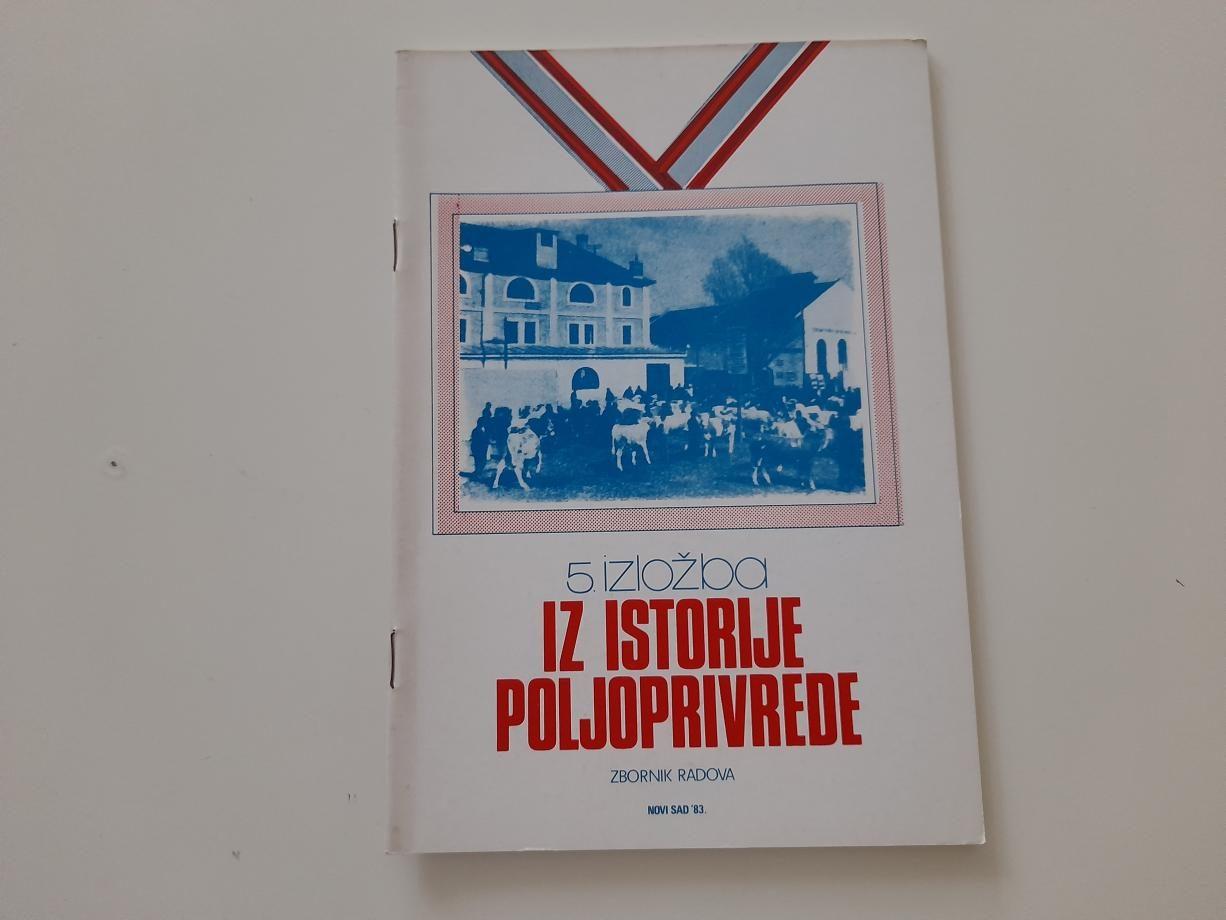 5. izložba
IZ ISTORIJE
POLJOPRIVREDE
ZBORNIK RADOVA
NOVI SAD '83.